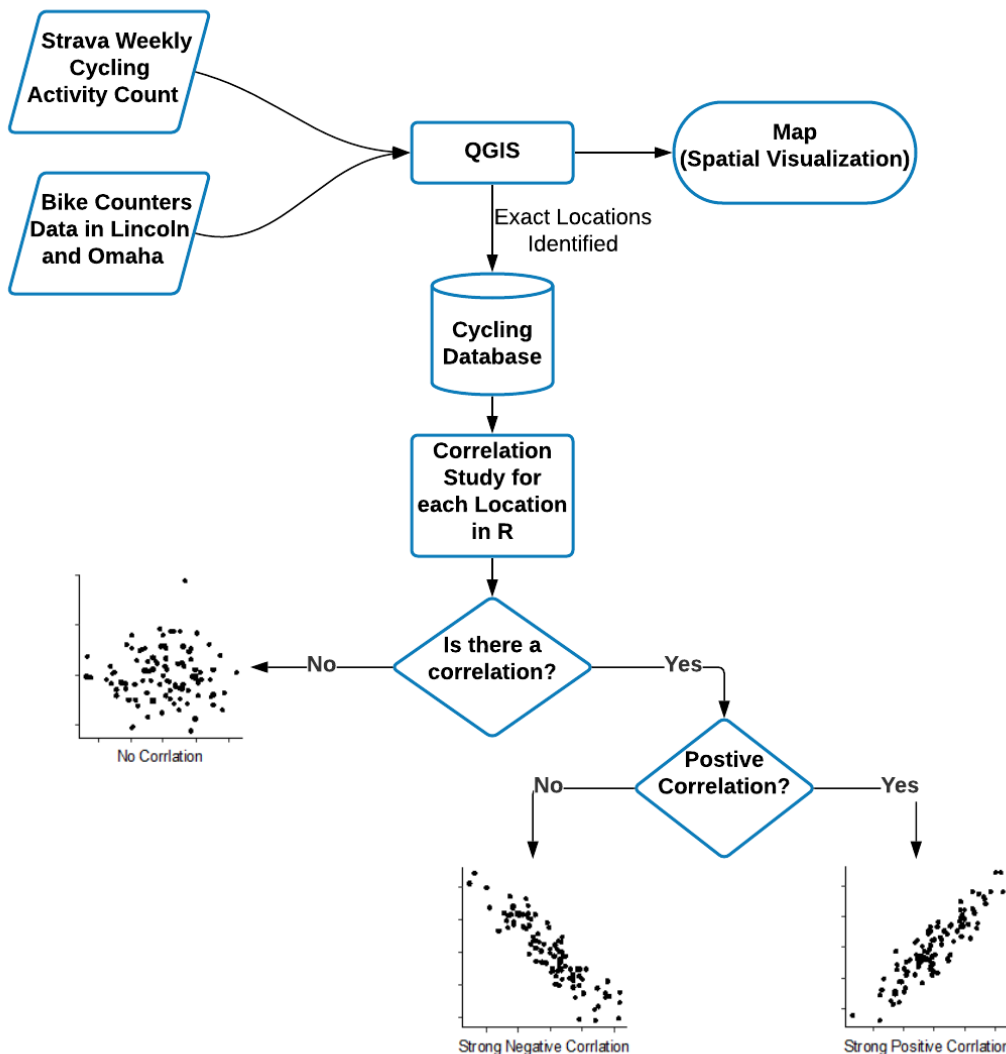 Strava Weekly
Cycling
Activity Count
Bike Counters
Data in Lincoln
and Omaha
QGIS
Map
(Spatial Visualization)
Exact Locations
Identified
Cycling
Database
Correlation
Study for
each Location
in R
Is there a
correlation?
No
Yes
No Corrlation
Postive
Correlation?
No
Yes
Strong Negative Corrlation
Strong Positive Corrlation